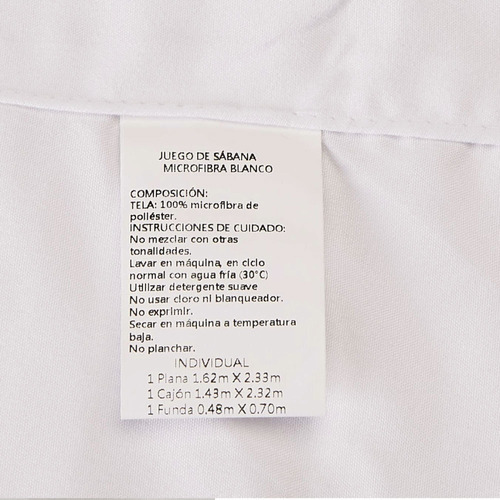 JUEGO DE SÁBANA
MICROFIBRA BLANCO
COMPOSICIÓN:
TELA: 100% microfibra de
poliéster.
INSTRUCCIONES DE CUIDADO:
No mezclar con otras
tonalidades.
Lavar en máquina, en ciclo
normal con agua fría (30°C)
Utilizar detergente suave
No usar cloro ni blanqueador.
No exprimir.
Secar en máquina a temperatura
baja.
No planchar.
INDIVIDUAL
1 Plana 1.62m X 2.33m
1 Cajón 1.43m X 2.32m
1 Funda 0.48m X 0.70m